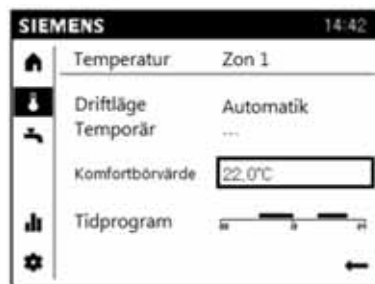 SIEMENS 14:42
Temperatur Zon 1
Driftläge Automatik
Temporär ...
Komfortbörvärde 22,0°C
Tidprogram